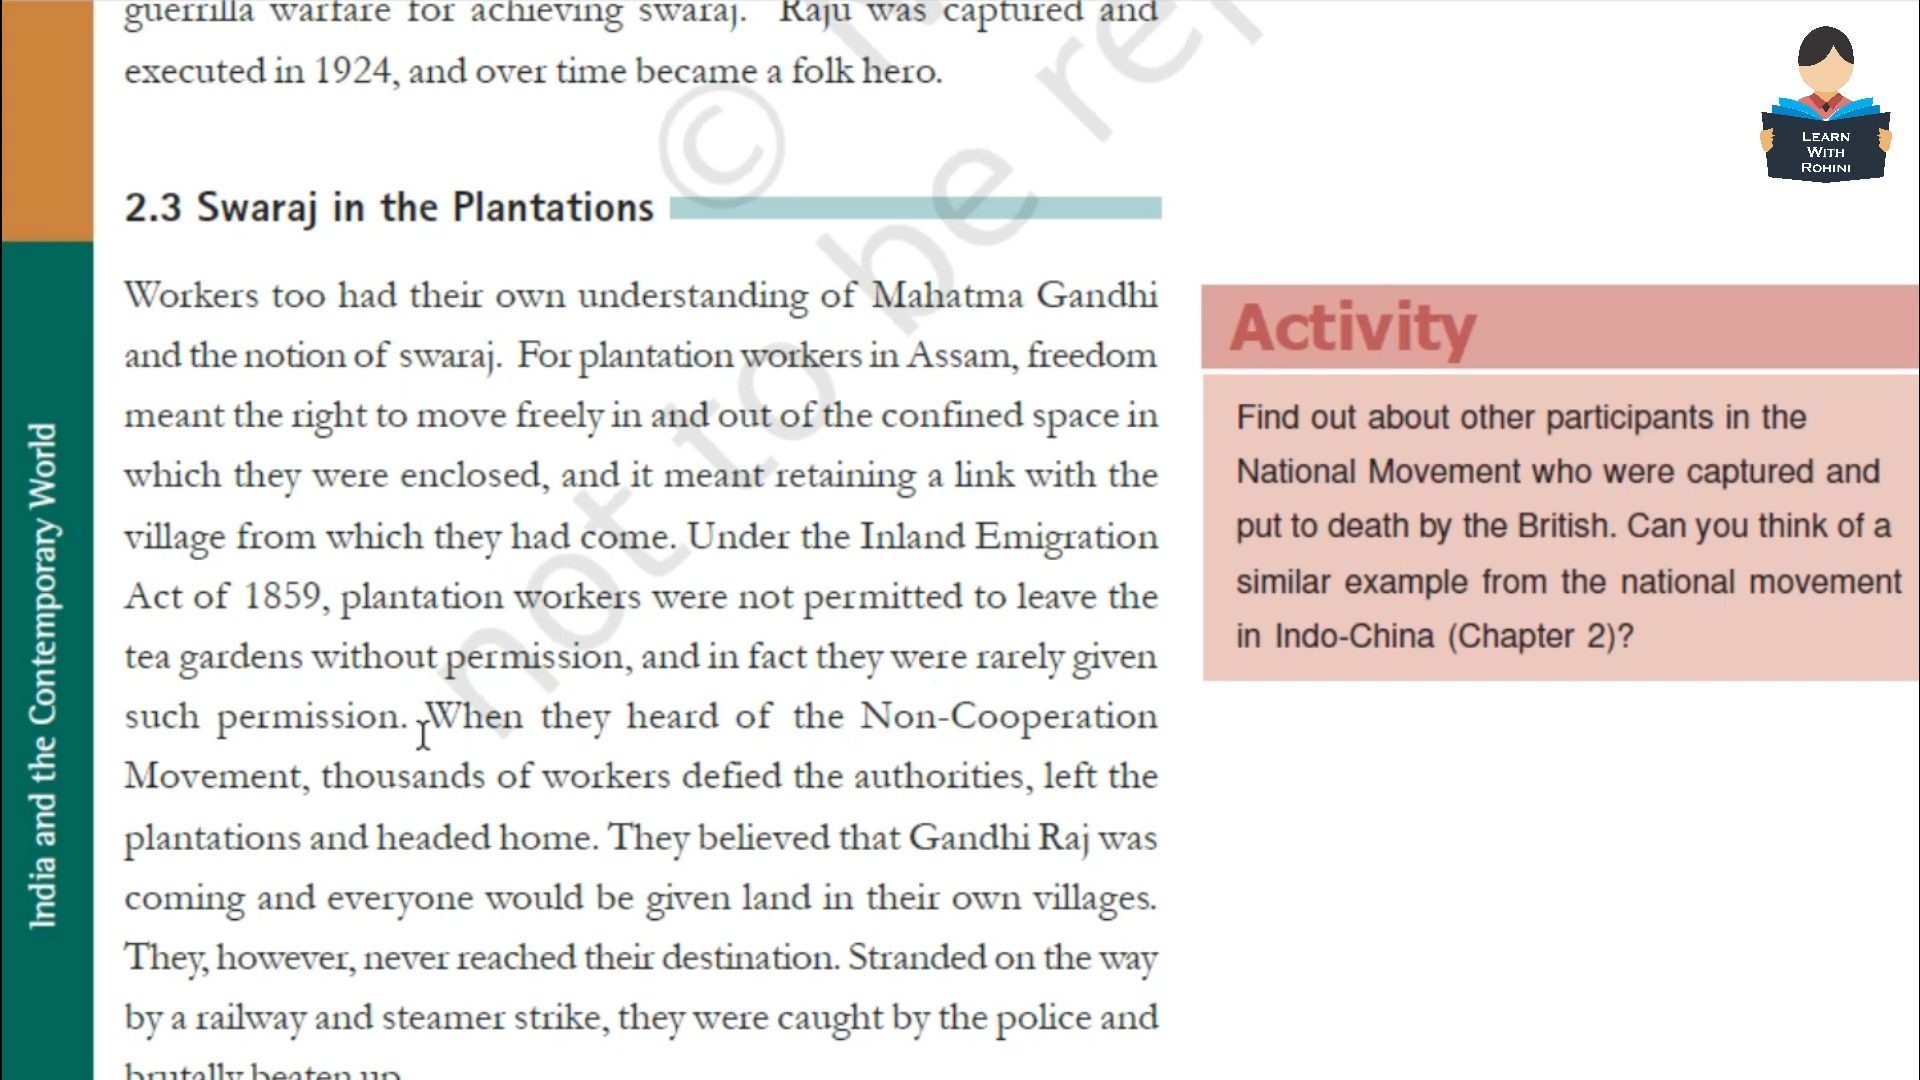 guerrilla warfare for achieving swaraj. Raju was captured and
executed in 1924, and over time became a folk hero.
2.3 Swaraj in the Plantations
Workers too had their own understanding of Mahatma Gandhi
and the notion of swaraj. For plantation workers in Assam, freedom
meant the right to move freely in and out of the confined space in
which they were enclosed, and it meant retaining a link with the
village from which they had come. Under the Inland Emigration
Act of 1859, plantation workers were not permitted to leave the
tea gardens without permission, and in fact they were rarely given
such permission. When they heard of the Non-Cooperation
Movement, thousands of workers defied the authorities, left the
plantations and headed home. They believed that Gandhi Raj was
coming and everyone would be given land in their own villages.
They, however, never reached their destination. Stranded on the way
by a railway and steamer strike, they were caught by the police and
brutally beaten up.
Activity
Find out about other participants in the
National Movement who were captured and
put to death by the British. Can you think of a
similar example from the national movement
in Indo-China (Chapter 2)?
India and the Contemporary World
LEARN
WITH
ROHINI
©
not to be